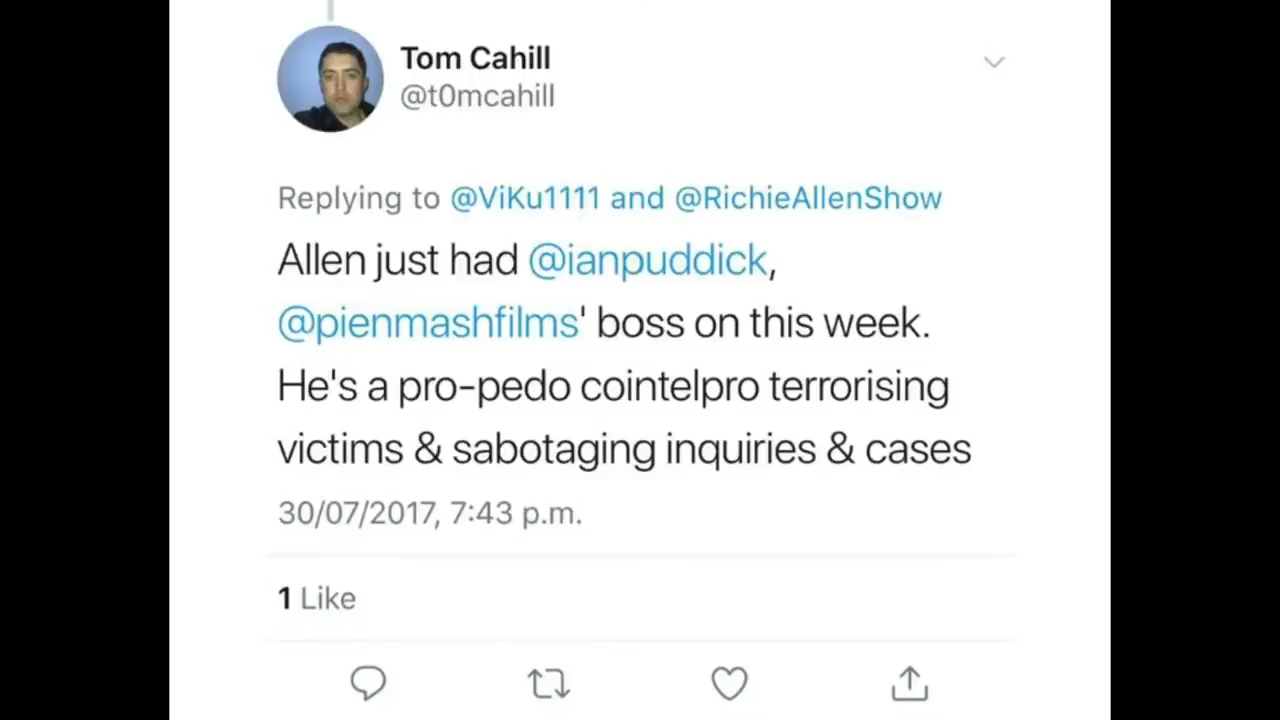 Tom Cahill
@t0mcahill
Replying to @ViKu1111 and @RichieAllenShow
Allen just had @ianpuddick,
@pienmashfilms' boss on this week.
He's a pro-pedo cointelpro terrorising
victims & sabotaging inquiries & cases
30/07/2017, 7:43 p.m.
1 Like